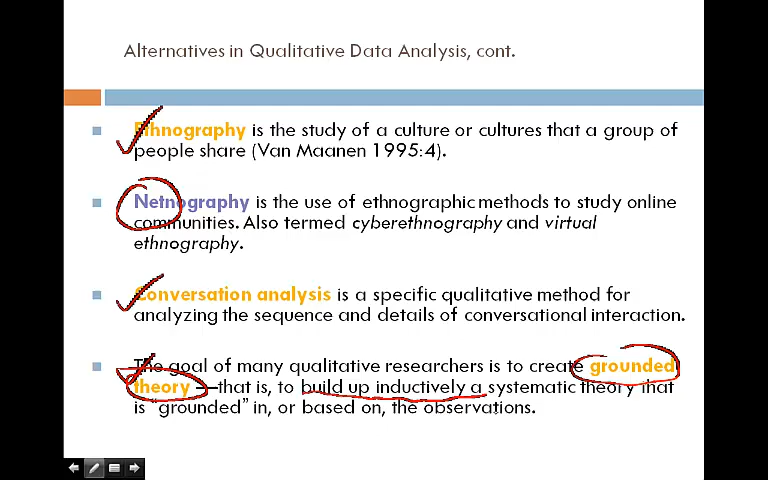 Alternatives in Qualitative Data Analysis, cont.
Ethnography is the study of a culture or cultures that a group of
people share (Van Maanen 1995:4).
Netnography is the use of ethnographic methods to study online
communities. Also termed cyberethnography and virtual
ethnography.
Conversation analysis is a specific qualitative method for
analyzing the sequence and details of conversational interaction.
The goal of many qualitative researchers is to create grounded
theory—that is, to build up inductively a systematic theory that
is “grounded” in, or based on, the observations.